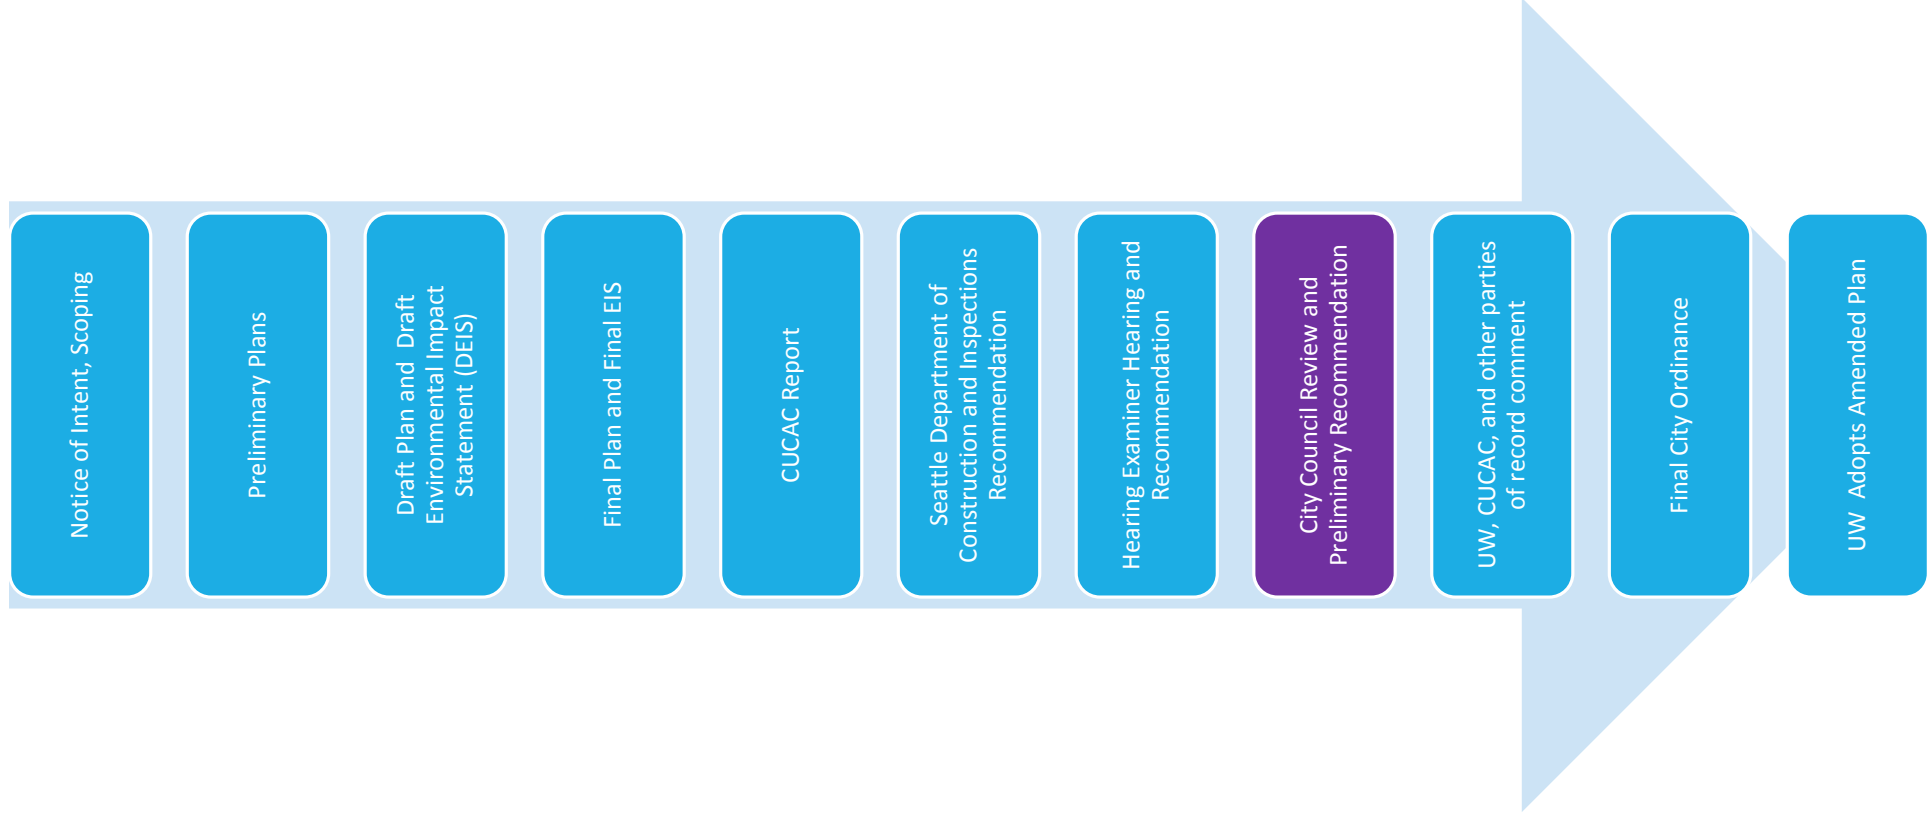 Notice of Intent, Scoping
Preliminary Plans
Draft Plan and Draft
Environmental Impact
Statement (DEIS)
Final Plan and Final EIS
CUCAC Report
Seattle Department of
Construction and Inspections
Recommendation
Hearing Examiner Hearing and
Recommendation
City Council Review and
Preliminary Recommendation
UW, CUCAC, and other parties
of record comment
Final City Ordinance
UW Adopts Amended Plan